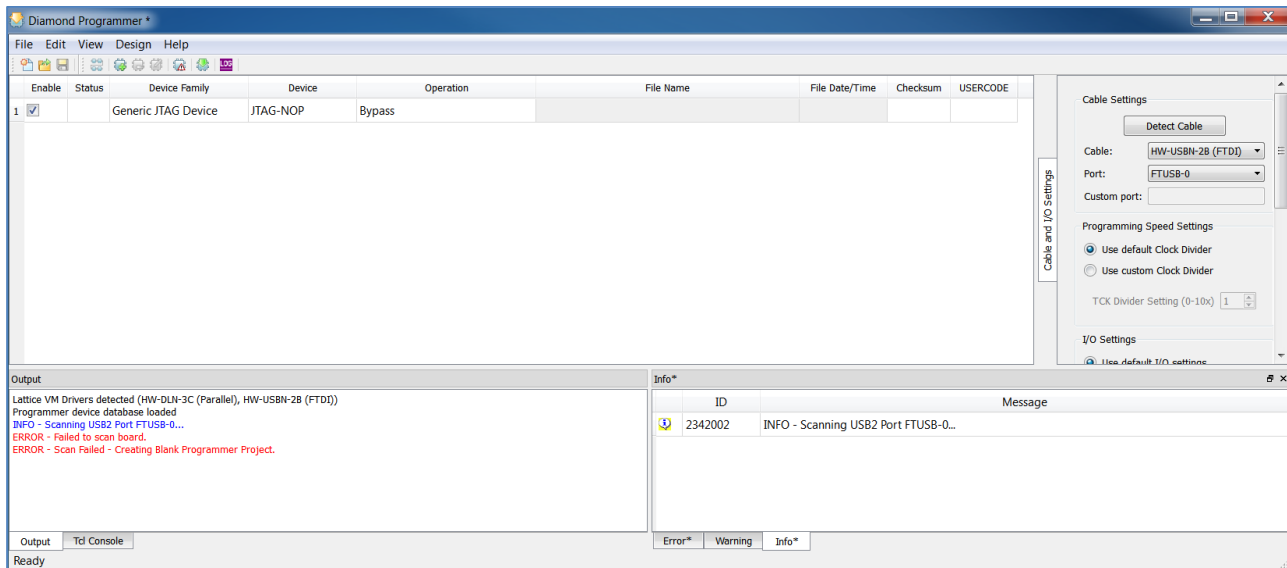 Diamond Programmer *
File Edit View Design Help
LOG
Enable Status Device Family Device Operation File Name File Date/Time Checksum USERCODE
1 Generic JTAG Device JTAG-NOP Bypass
Cable and I/O Settings
Cable Settings
Detect Cable
Cable: HW-USBN-2B (FTDI)
Port: FTUSB-0
Custom port:
Programming Speed Settings
Use default Clock Divider
Use custom Clock Divider
TCK Divider Setting (0-10x) 1
I/O Settings
Use default I/O settings
Output
Lattice VM Drivers detected (HW-DLN-3C (Parallel), HW-USBN-2B (FTDI))
Programmer device database loaded
INFO - Scanning USB2 Port FTUSB-0...
ERROR - Failed to scan board.
ERROR - Scan Failed - Creating Blank Programmer Project.
Output Tcl Console
Info*
ID Message
2342002 INFO - Scanning USB2 Port FTUSB-0...
Error* Warning Info*
Ready